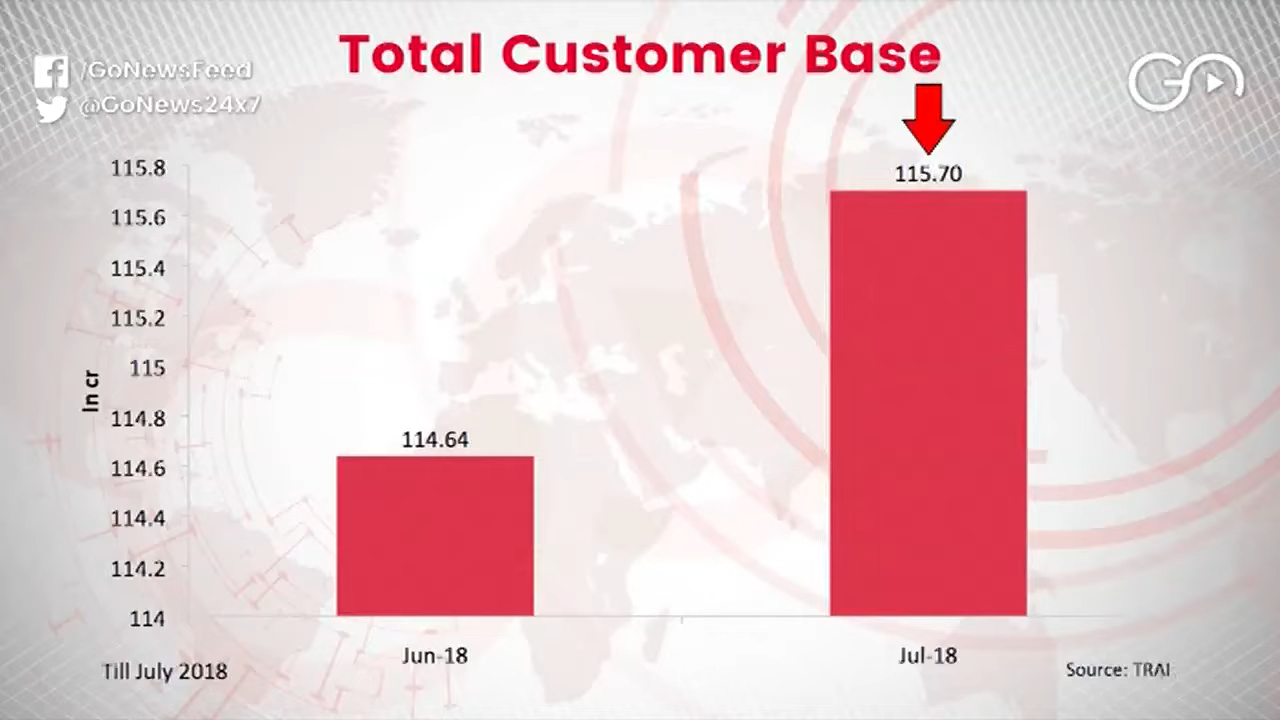 Total Customer Base
/GoNewsFeed
@GoNews24x7
GO
115.8
115.6
115.4
115.2
115
114.8
114.6
114.4
114.2
114
In cr
114.64
115.70
Jun-18
Jul-18
Till July 2018
Source: TRAI